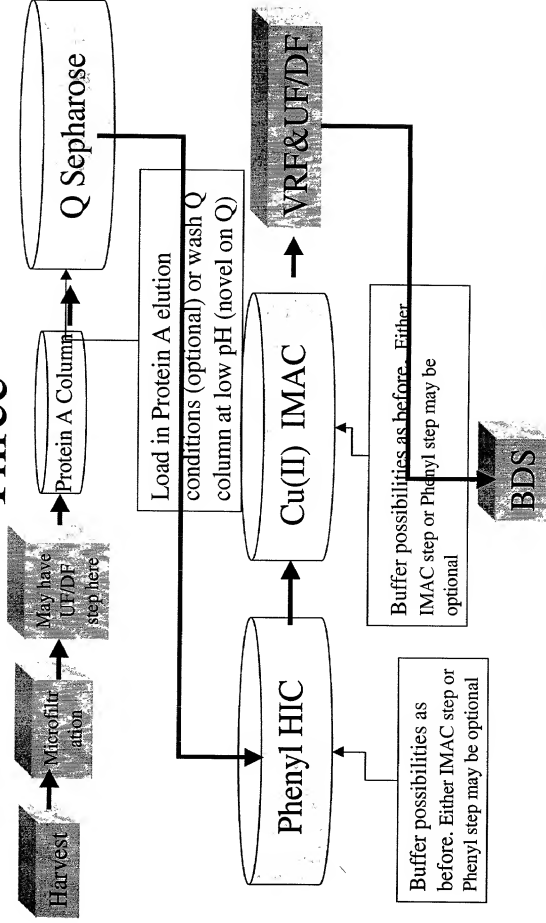 Three
Harvest
Microfiltr
ation
May have
UF/DF
step here
Protein A Column
Q Sepharose
Load in Protein A elution
conditions (optional) or wash Q
column at low pH (novel on Q)
Phenyl HIC
Cu(II) IMAC
VRF&UF/DF
Buffer possibilities as
before. Either IMAC step or
Phenyl step may be optional
Buffer possibilities as before. Either
IMAC step or Phenyl step may be
optional
BDS